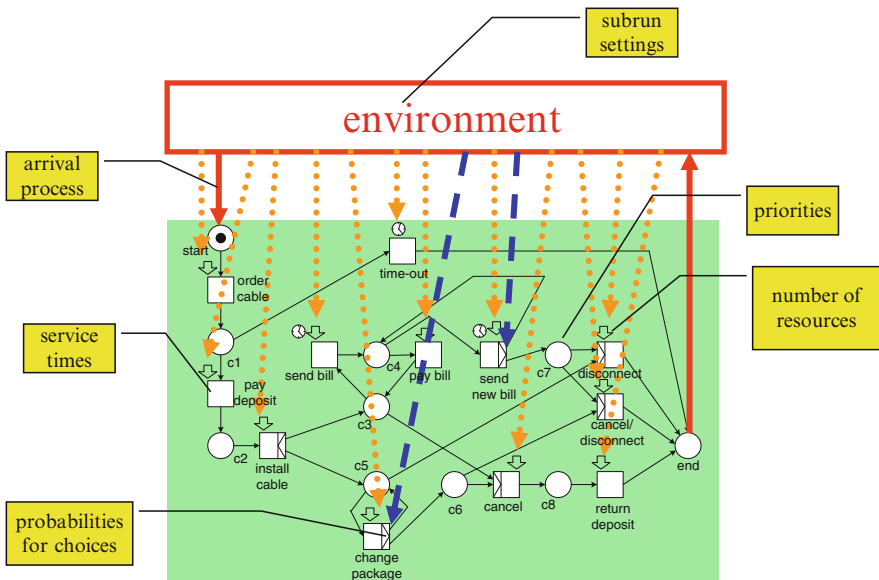 subrun
settings
environment
arrival
process
priorities
start
time-out
order
cable
number of
resources
service
times
c1
send bill
c4
pay bill
send
new bill
c7
disconnect
pay
deposit
c3
cancel/
disconnect
c2
install
cable
c5
end
c6
cancel
c8
return
deposit
probabilities
for choices
change
package